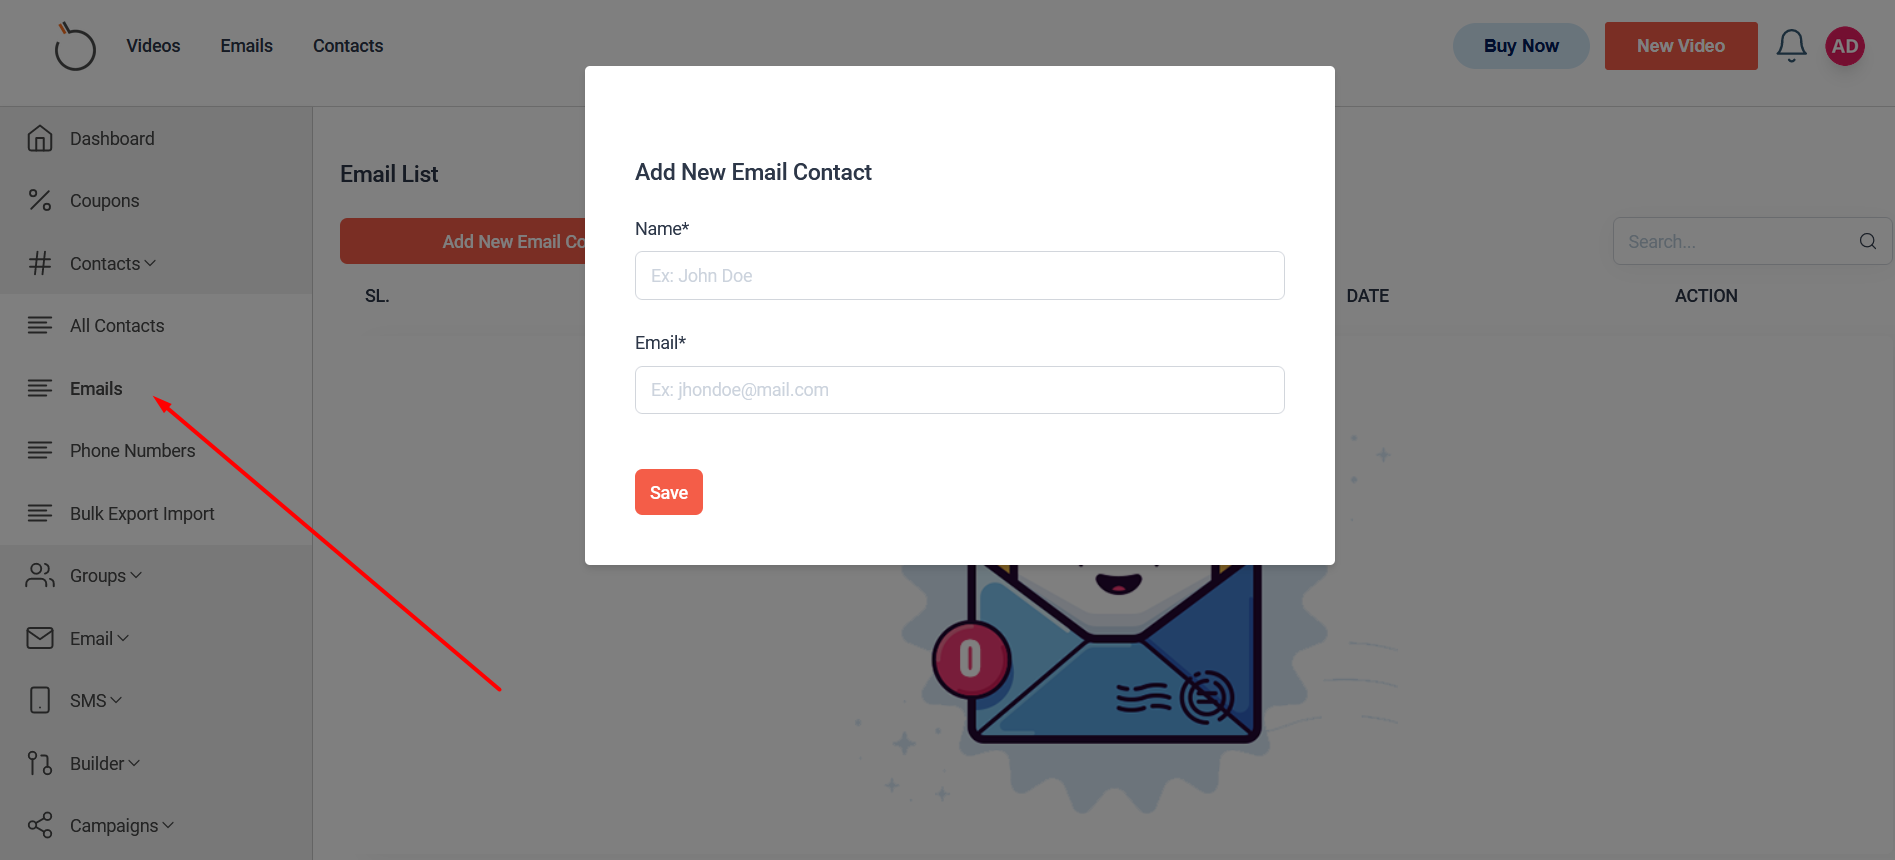 Videos Emails Contacts Buy Now New Video AD
Dashboard
Coupons
Contacts
All Contacts
Emails
Phone Numbers
Bulk Export Import
Groups
Email
SMS
Builder
Campaigns
Email List
Add New Email Co
Search...
SL. DATE ACTION
Add New Email Contact
Name*
Ex: John Doe
Email*
Ex: jhondoe@mail.com
Save
0